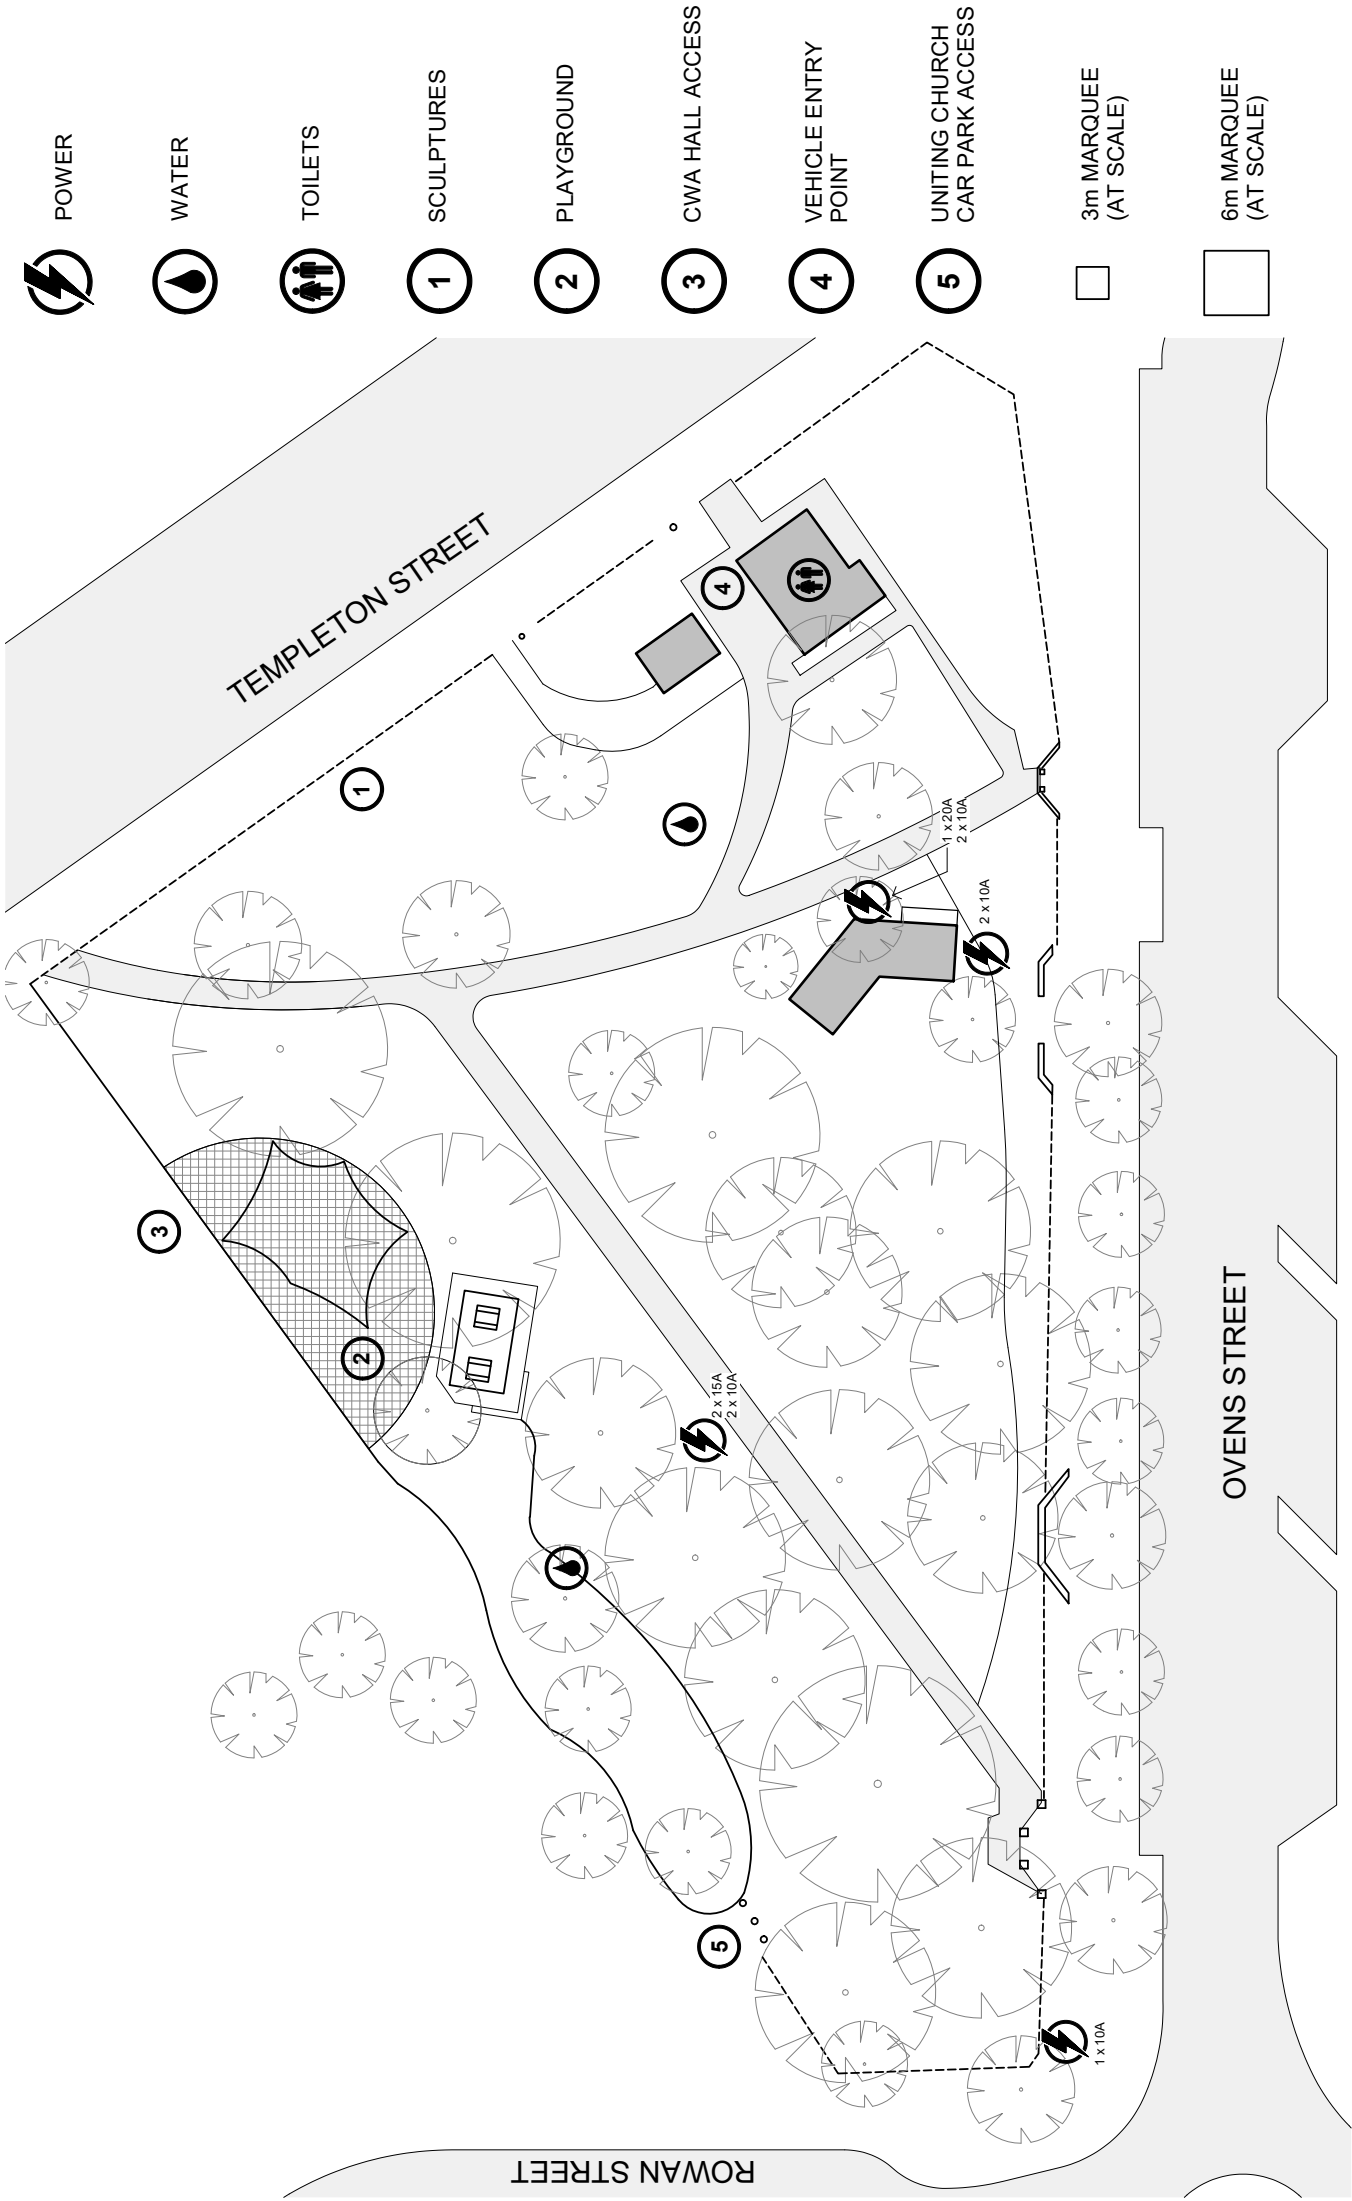 POWER
WATER
TOILETS
1
SCULPTURES
2
PLAYGROUND
3
CWA HALL ACCESS
4
VEHICLE ENTRY
POINT
5
UNITING CHURCH
CAR PARK ACCESS
3m MARQUEE
(AT SCALE)
6m MARQUEE
(AT SCALE)
TEMPLETON STREET
1
4
1 x 20A
2 x 10A
2 x 10A
3
2
2 x 15A
2 x 10A
5
1 x 10A
OVENS STREET
ROWAN STREET